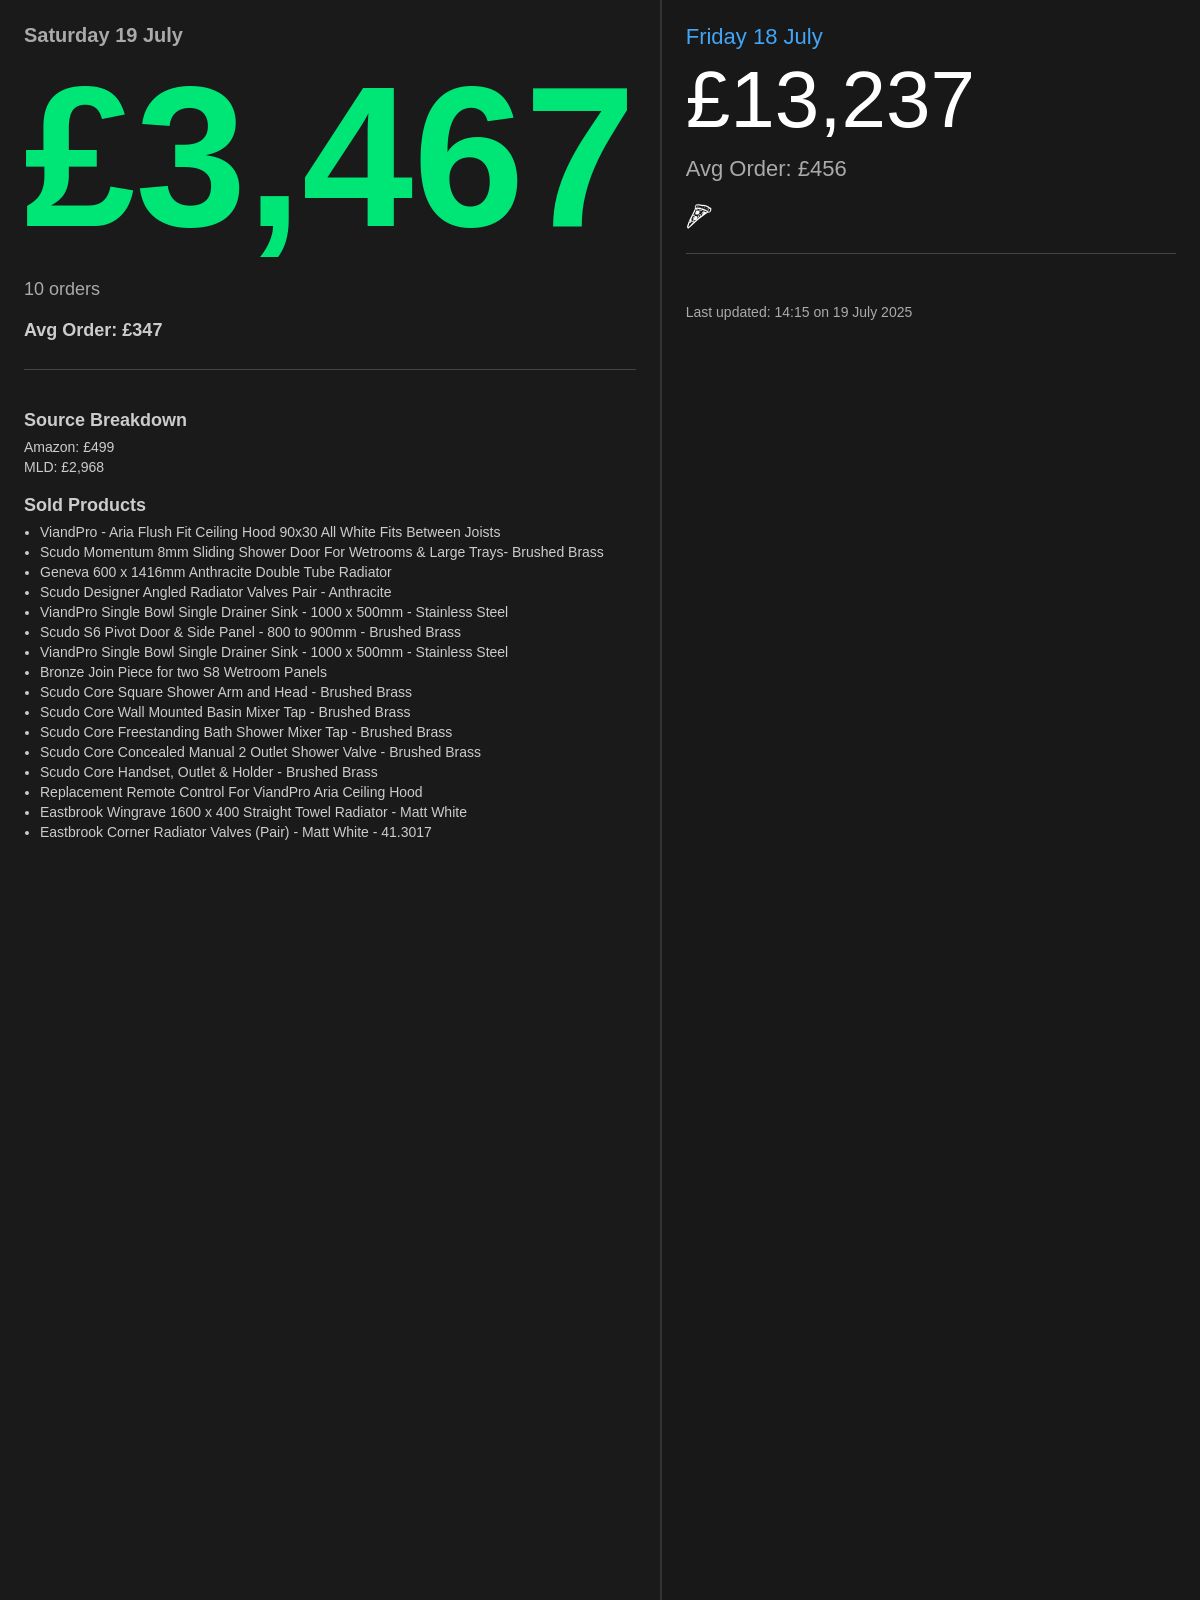 Saturday 19 July
£3,467
10 orders
Avg Order: £347
Source Breakdown
Amazon: £499
MLD: £2,968
Sold Products
• ViandPro - Aria Flush Fit Ceiling Hood 90x30 All White Fits Between Joists
• Scudo Momentum 8mm Sliding Shower Door For Wetrooms & Large Trays- Brushed Brass
• Geneva 600 x 1416mm Anthracite Double Tube Radiator
• Scudo Designer Angled Radiator Valves Pair - Anthracite
• ViandPro Single Bowl Single Drainer Sink - 1000 x 500mm - Stainless Steel
• Scudo S6 Pivot Door & Side Panel - 800 to 900mm - Brushed Brass
• ViandPro Single Bowl Single Drainer Sink - 1000 x 500mm - Stainless Steel
• Bronze Join Piece for two S8 Wetroom Panels
• Scudo Core Square Shower Arm and Head - Brushed Brass
• Scudo Core Wall Mounted Basin Mixer Tap - Brushed Brass
• Scudo Core Freestanding Bath Shower Mixer Tap - Brushed Brass
• Scudo Core Concealed Manual 2 Outlet Shower Valve - Brushed Brass
• Scudo Core Handset, Outlet & Holder - Brushed Brass
• Replacement Remote Control For ViandPro Aria Ceiling Hood
• Eastbrook Wingrave 1600 x 400 Straight Towel Radiator - Matt White
• Eastbrook Corner Radiator Valves (Pair) - Matt White - 41.3017
Friday 18 July
£13,237
Avg Order: £456
Last updated: 14:15 on 19 July 2025